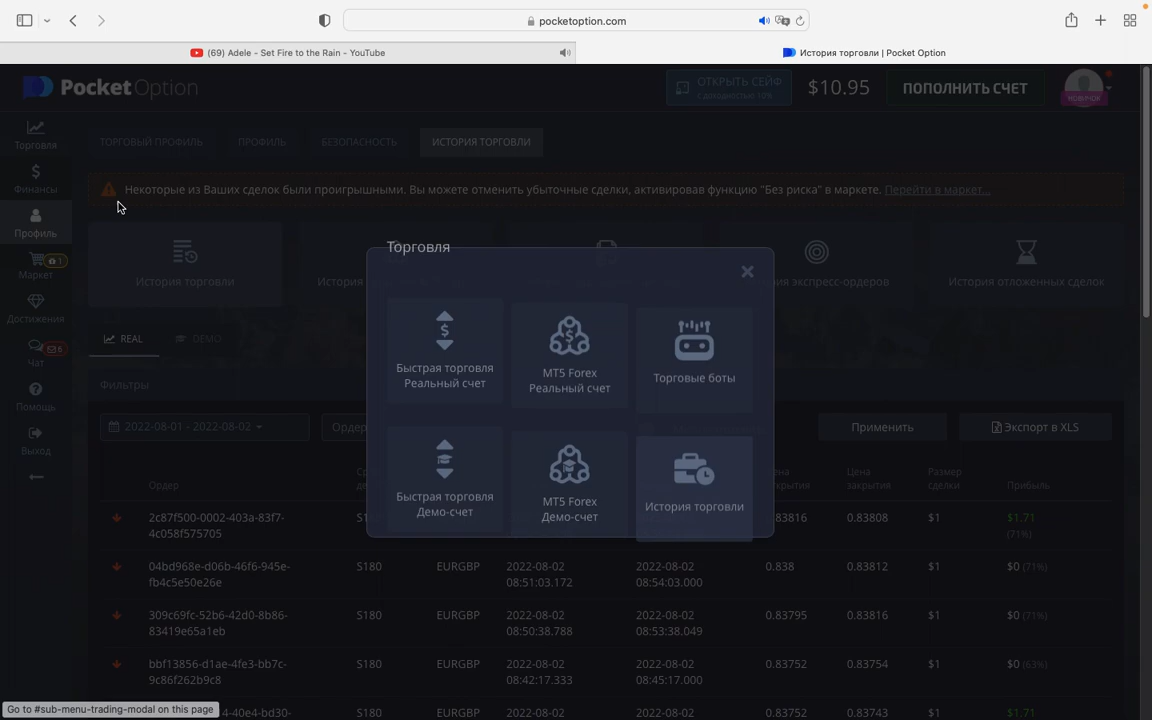 pocketoption.com
(69) Adele - Set Fire to the Rain - YouTube
История торговли | Pocket Option
PocketOption
ОТКРЫТЬ СЕЙФ
$10.95
ПОПОЛНИТЬ СЧЕТ
НОВИЧОК
Торговля
Финансы
Профиль
Маркет
1
Достижения
Чат
6
Помощь
Выход
ТОРГОВЫЙ ПРОФИЛЬ
ПРОФИЛЬ
БЕЗОПАСНОСТЬ
ИСТОРИЯ ТОРГОВЛИ
Некоторые из Ваших сделок были проигрышными. Вы можете отменить убыточные сделки, активировав функцию "Без риска" в маркете. Перейти в маркет...
История торговли
экспресс-ордеров
История отложенных сделок
REAL
DEMO
Фильтры
2022-08-01 - 2022-08-02
Применить
Экспорт в XLS
Торговля
Быстрая торговля
Реальный счет
MT5 Forex
Реальный счет
Торговые боты
Быстрая торговля
Демо-счет
MT5 Forex
Демо-счет
История торговли
Ордер
Цена
закрытия
Размер
сделки
Прибыль
2c87f500-0002-403a-83f7-
4c058f575705
0.83808
$1
$1.71
(71%)
04bd968e-d06b-46f6-945e-
fb4c5e50e26e
S180
EURGBP
2022-08-02
08:51:03.172
2022-08-02
08:54:03.000
0.838
0.83812
$1
$0 (71%)
309c69fc-52b6-42d0-8b86-
83419e65a1eb
S180
EURGBP
2022-08-02
08:50:38.788
2022-08-02
08:53:38.049
0.83795
0.83816
$1
$0 (71%)
bbf13856-d1ae-4fe3-bb7c-
9c86f262b9c8
S180
EURGBP
2022-08-02
08:42:17.333
2022-08-02
08:45:17.000
0.83752
0.83754
$1
$0 (63%)
S180
EURGBP
2022-08-02
2022-08-02
0.83752
0.83743
$1
$1.71
Go to #sub-menu-trading-modal on this page